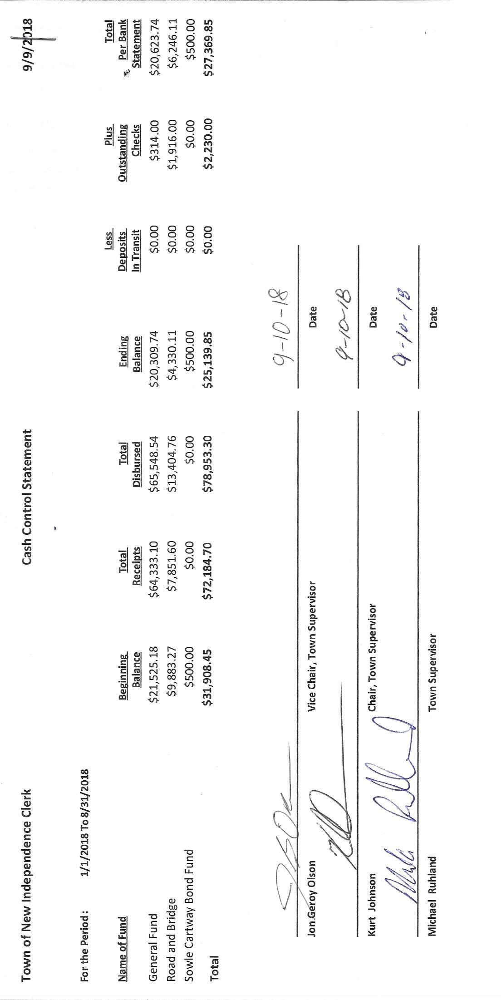 Town of New Independence Clerk Cash Control Statement 9/9/2018
For the Period : 1/1/2018 To 8/31/2018
Name of Fund Beginning Balance Total Receipts Total Disbursed Ending Balance Less Deposits In Transit Plus Outstanding Checks Total Per Bank Statement
General Fund $21,525.18 $64,333.10 $65,548.54 $20,309.74 $0.00 $314.00 $20,623.74
Road and Bridge $9,883.27 $7,851.60 $13,404.76 $4,330.11 $0.00 $1,916.00 $6,246.11
Sowle Cartway Bond Fund $500.00 $0.00 $0.00 $500.00 $0.00 $0.00 $500.00
Total $31,908.45 $72,184.70 $78,953.30 $25,139.85 $0.00 $2,230.00 $27,369.85
9-10-18
Jon Geroy Olson Vice Chair, Town Supervisor Date
9-10-18
Kurt Johnson Chair, Town Supervisor Date
9-10-18
Michael Ruhland Town Supervisor Date